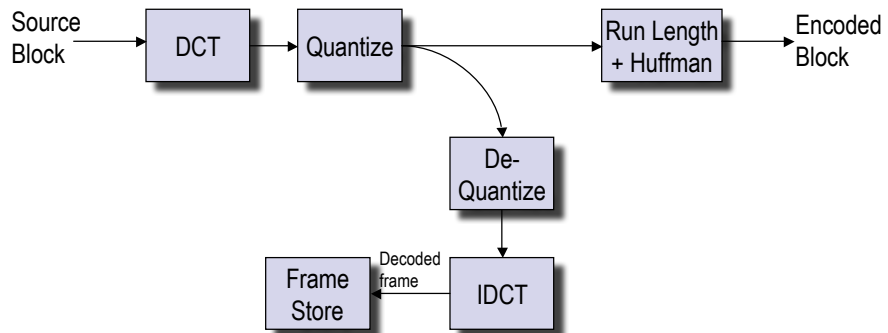 Source
Block
DCT
Quantize
Run Length
+ Huffman
Encoded
Block
De-
Quantize
IDCT
Decoded
frame
Frame
Store